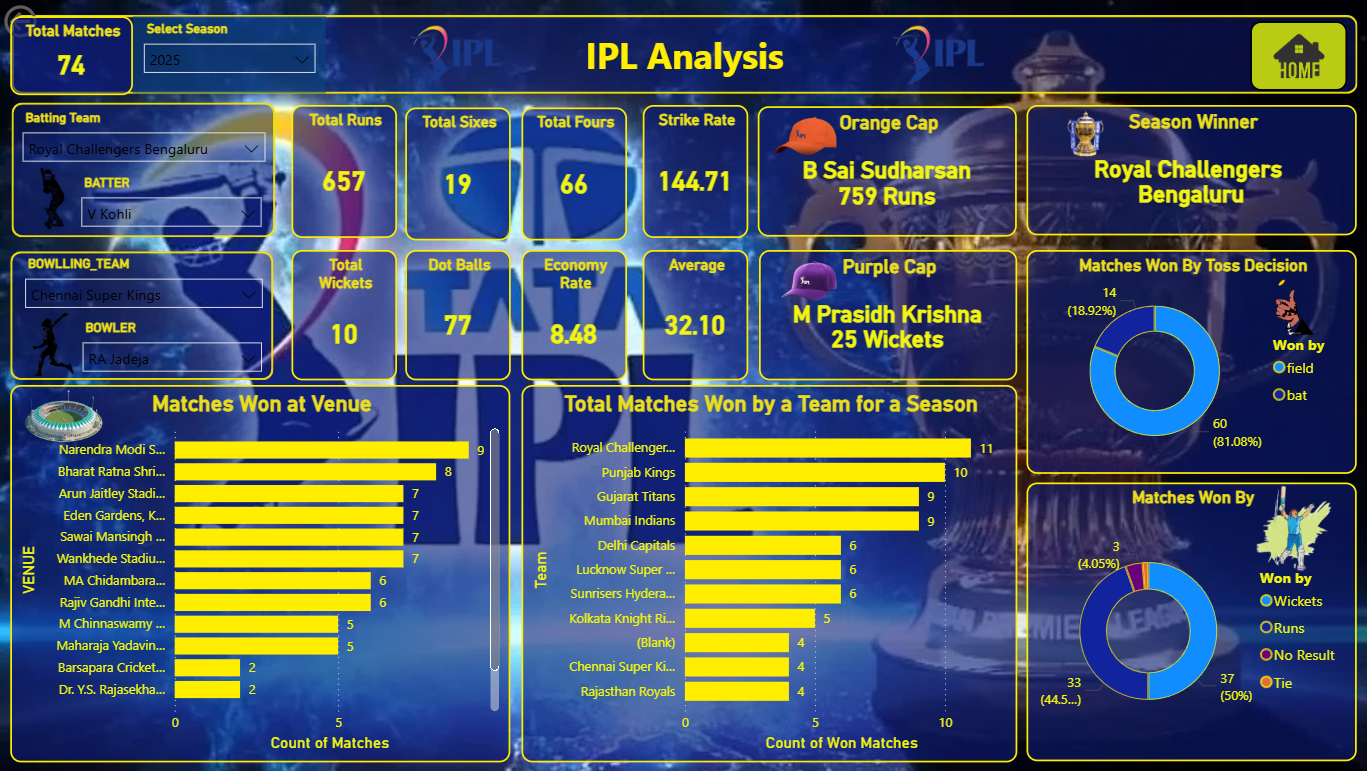 Total Matches
74
Select Season
2025
IPL
IPL Analysis
IPL
HOME
Batting Team
Royal Challengers Bengaluru
BATTER
V Kohli
Total Runs
657
Total Sixes
19
Total Fours
66
Strike Rate
144.71
Orange Cap
B Sai Sudharsan
759 Runs
Season Winner
Royal Challengers
Bengaluru
BOWLLING_TEAM
Chennai Super Kings
BOWLER
RA Jadeja
Total
Wickets
10
Dot Balls
77
Economy
Rate
8.48
Average
32.10
Purple Cap
M Prasidh Krishna
25 Wickets
TATA
IPL
Matches Won By Toss Decision
14
(18.92%)
60
(81.08%)
Won by
field
bat
Matches Won at Venue
VENUE
Narendra Modi S... 9
Bharat Ratna Shri... 8
Arun Jaitley Stadi... 7
Eden Gardens, K... 7
Sawai Mansingh ... 7
Wankhede Stadiu... 7
MA Chidambara... 6
Rajiv Gandhi Inte... 6
M Chinnaswamy ... 5
Maharaja Yadavin... 5
Barsapara Cricket... 2
Dr. Y.S. Rajasekha... 2
0 5
Count of Matches
Total Matches Won by a Team for a Season
Team
Royal Challenger... 11
Punjab Kings 10
Gujarat Titans 9
Mumbai Indians 9
Delhi Capitals 6
Lucknow Super ... 6
Sunrisers Hydera... 6
Kolkata Knight Ri... 5
(Blank) 4
Chennai Super Ki... 4
Rajasthan Royals 4
0 5 10
Count of Won Matches
Matches Won By
3
(4.05%)
33
(44.5...)
37
(50%)
Won by
Wickets
Runs
No Result
Tie